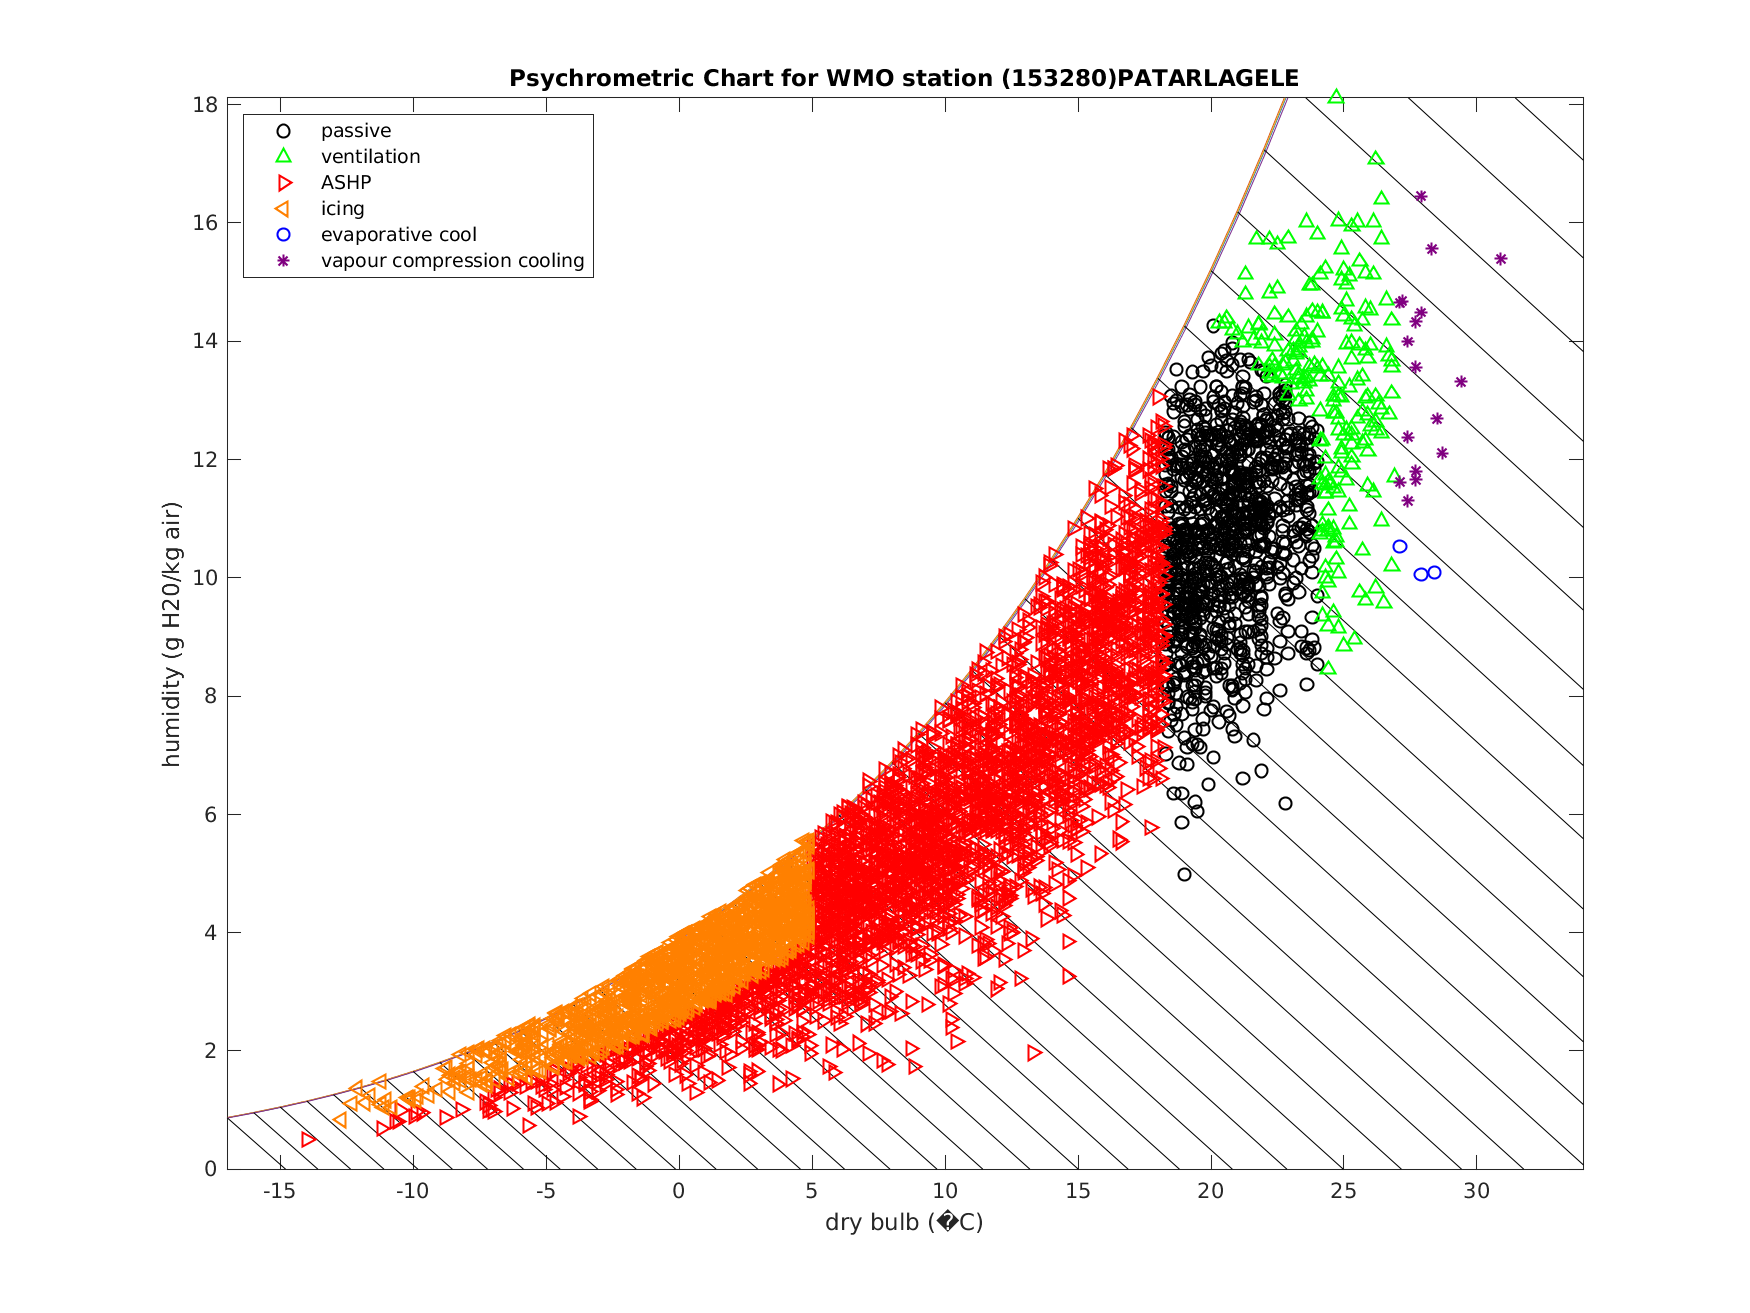 Psychrometric Chart for WMO station (153280)PATARLAGELE
passive
ventilation
ASHP
icing
evaporative cool
vapour compression cooling
humidity (g H20/kg air)
18
16
14
12
10
8
6
4
2
0
-15 -10 -5 0 5 10 15 20 25 30
dry bulb (�C)